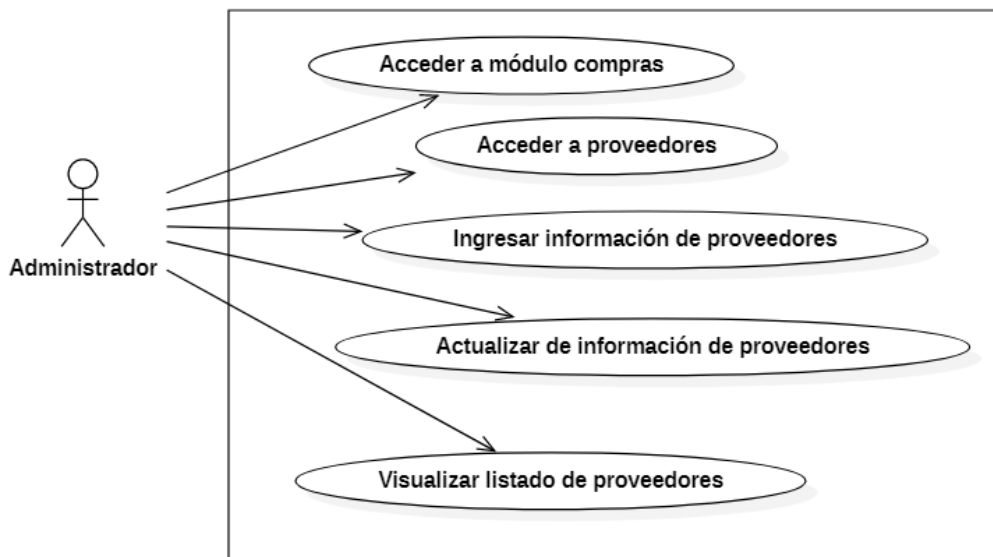 Acceder a módulo compras
Acceder a proveedores
Ingresar información de proveedores
Administrador
Actualizar de información de proveedores
Visualizar listado de proveedores